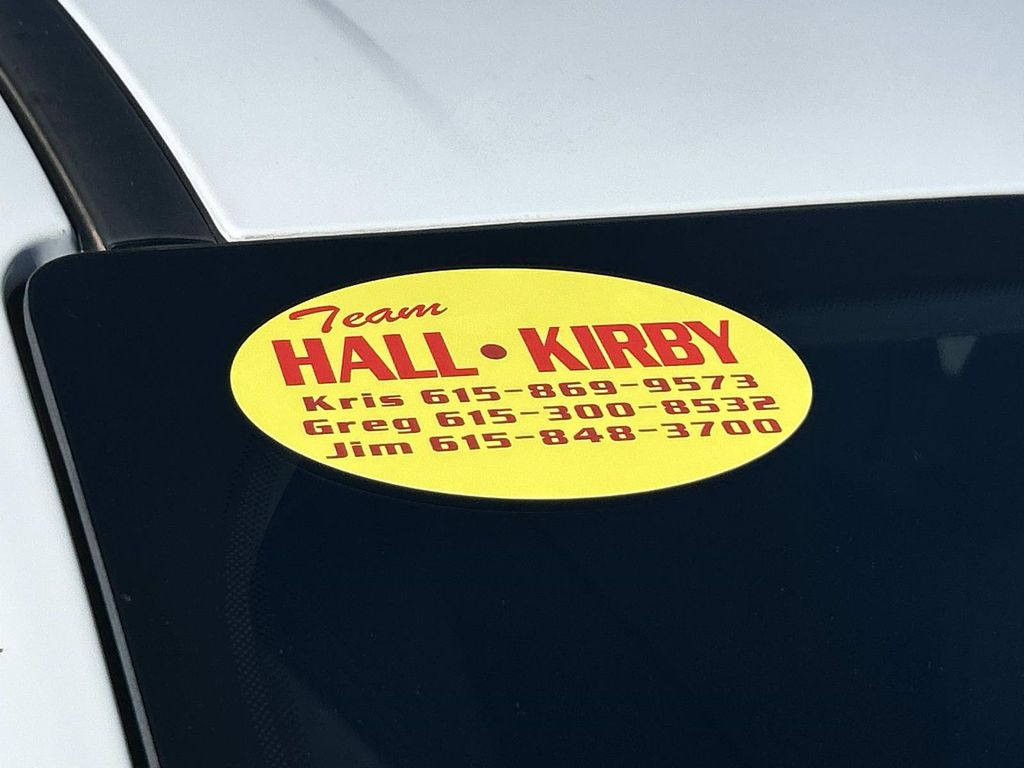 Team
HALL • KIRBY
Kris 615-869-9573
Greg 615-300-8532
Jim 615-848-3700